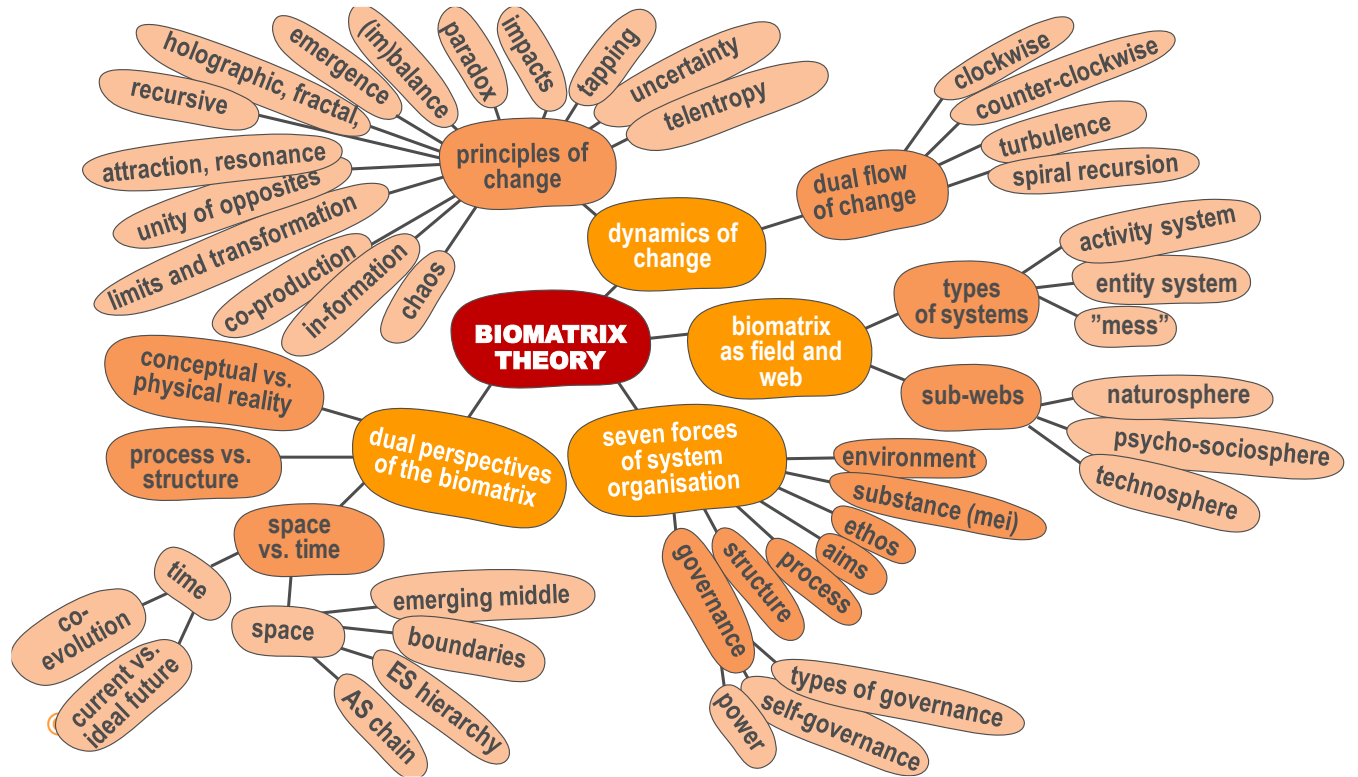 BIOMATRIX
THEORY
dynamics of
change
principles of
change
recursive
holographic, fractal,
emergence
(im)balance
paradox
impacts
tapping
uncertainty
telentropy
attraction, resonance
unity of opposites
limits and transformation
co-production
in-formation
chaos
dual flow
of change
clockwise
counter-clockwise
turbulence
spiral recursion
biomatrix
as field and
web
types
of systems
activity system
entity system
”mess”
sub-webs
naturosphere
psycho-sociosphere
technosphere
seven forces
of system
organisation
environment
substance (mei)
ethos
aims
process
structure
governance
types of governance
self-governance
power
dual perspectives
of the biomatrix
conceptual vs.
physical reality
process vs.
structure
space
vs. time
time
co-
evolution
current vs.
ideal future
space
emerging middle
boundaries
ES hierarchy
AS chain